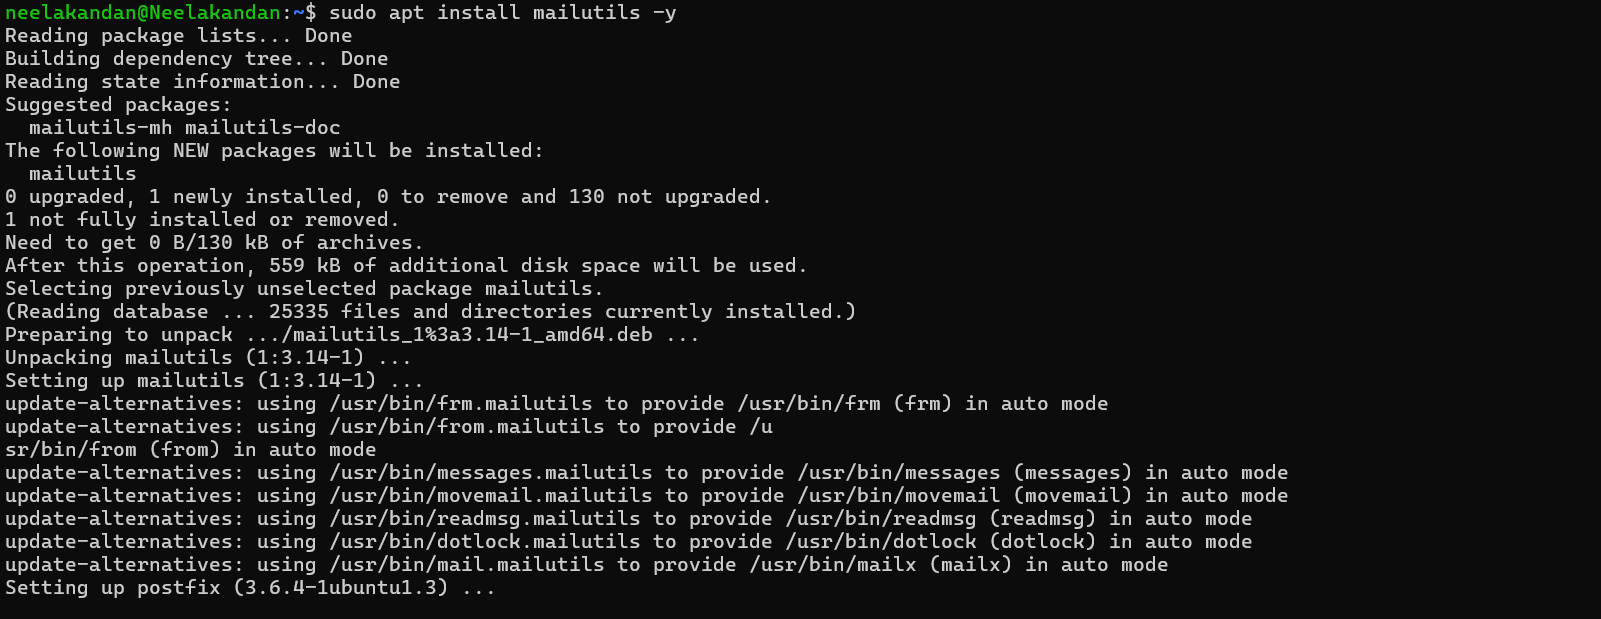 neelakandan@Neelakandan:~$ sudo apt install mailutils -y
Reading package lists... Done
Building dependency tree... Done
Reading state information... Done
Suggested packages:
  mailutils-mh mailutils-doc
The following NEW packages will be installed:
  mailutils
0 upgraded, 1 newly installed, 0 to remove and 130 not upgraded.
1 not fully installed or removed.
Need to get 0 B/130 kB of archives.
After this operation, 559 kB of additional disk space will be used.
Selecting previously unselected package mailutils.
(Reading database ... 25335 files and directories currently installed.)
Preparing to unpack .../mailutils_1%3a3.14-1_amd64.deb ...
Unpacking mailutils (1:3.14-1) ...
Setting up mailutils (1:3.14-1) ...
update-alternatives: using /usr/bin/frm.mailutils to provide /usr/bin/frm (frm) in auto mode
update-alternatives: using /usr/bin/from.mailutils to provide /u
sr/bin/from (from) in auto mode
update-alternatives: using /usr/bin/messages.mailutils to provide /usr/bin/messages (messages) in auto mode
update-alternatives: using /usr/bin/movemail.mailutils to provide /usr/bin/movemail (movemail) in auto mode
update-alternatives: using /usr/bin/readmsg.mailutils to provide /usr/bin/readmsg (readmsg) in auto mode
update-alternatives: using /usr/bin/dotlock.mailutils to provide /usr/bin/dotlock (dotlock) in auto mode
update-alternatives: using /usr/bin/mail.mailutils to provide /usr/bin/mailx (mailx) in auto mode
Setting up postfix (3.6.4-1ubuntu1.3) ...